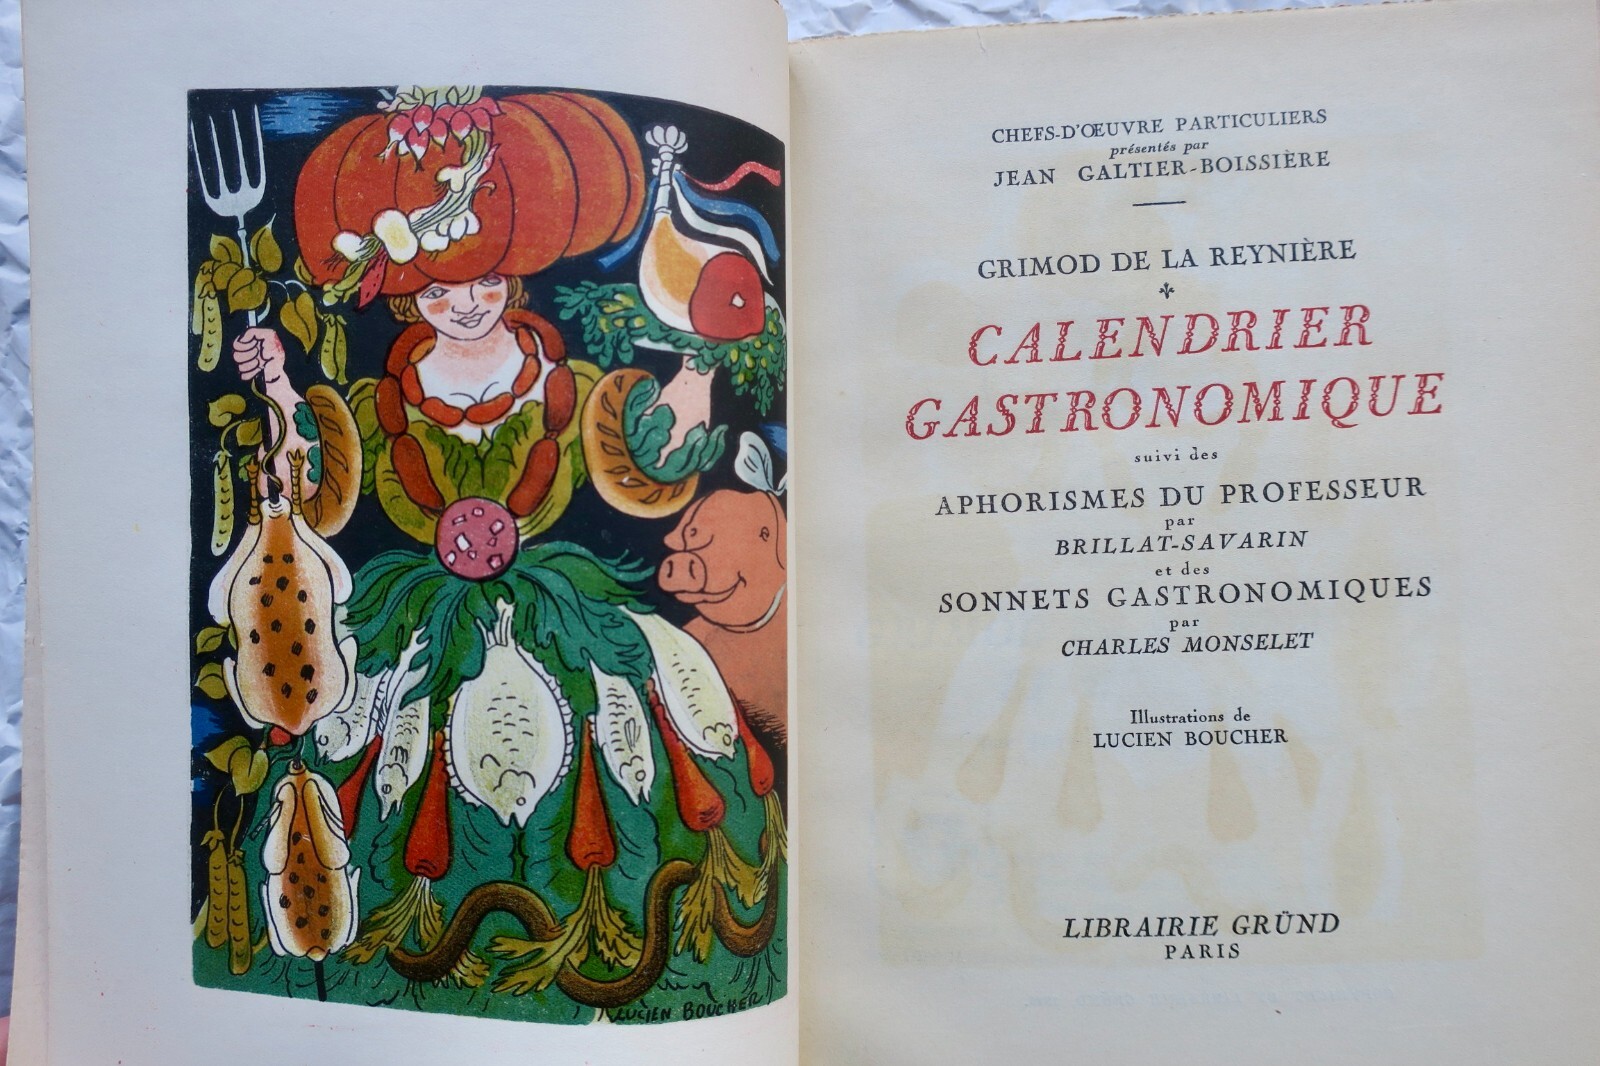 LUCIEN BOUCHER
CHEFS-D'ŒUVRE PARTICULIERS
présentés par
JEAN GALTIER-BOISSIÈRE
GRIMOD DE LA REYNIÈRE
CALENDRIER
GASTRONOMIQUE
suivi des
APHORISMES DU PROFESSEUR
par
BRILLAT-SAVARIN
et des
SONNETS GASTRONOMIQUES
par
CHARLES MONSELET
Illustrations de
LUCIEN BOUCHER
LIBRAIRIE GRÜND
PARIS